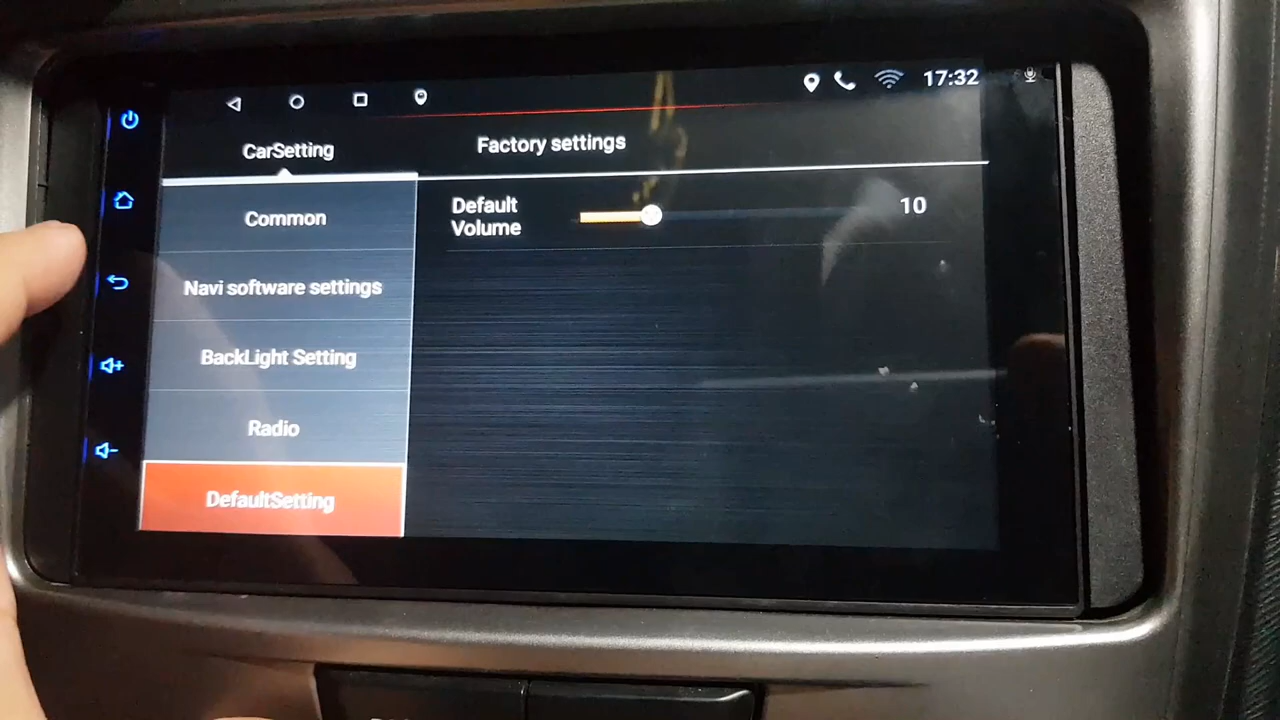 17:32
CarSetting
Factory settings
Common
Navi software settings
BackLight Setting
Radio
DefaultSetting
Default
Volume
10